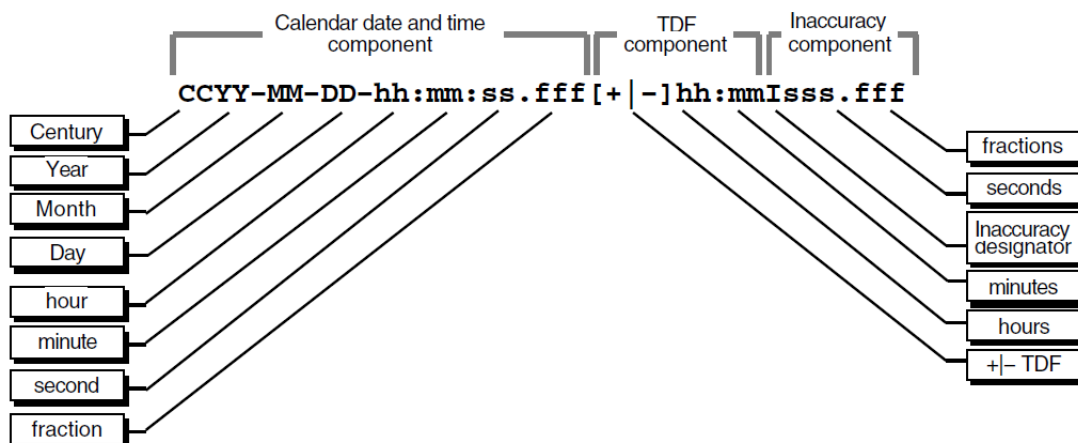 Calendar date and time
component
TDF
component
Inaccuracy
component
CCYY-MM-DD-hh:mm:ss.fff[+|-]hh:mmIsss.fff
Century
Year
Month
Day
hour
minute
second
fraction
fractions
seconds
Inaccuracy
designator
minutes
hours
+|− TDF